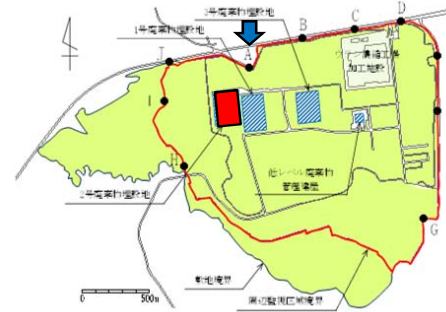 2号廃棄物埋設地
1号廃棄物埋設地
A
B
C
D
ウラン濃縮工場
加工施設
J
I
H
3号廃棄物埋設地
低レベル廃棄物
管理建屋
G
敷地境界
周辺監視区域境界
0
500m